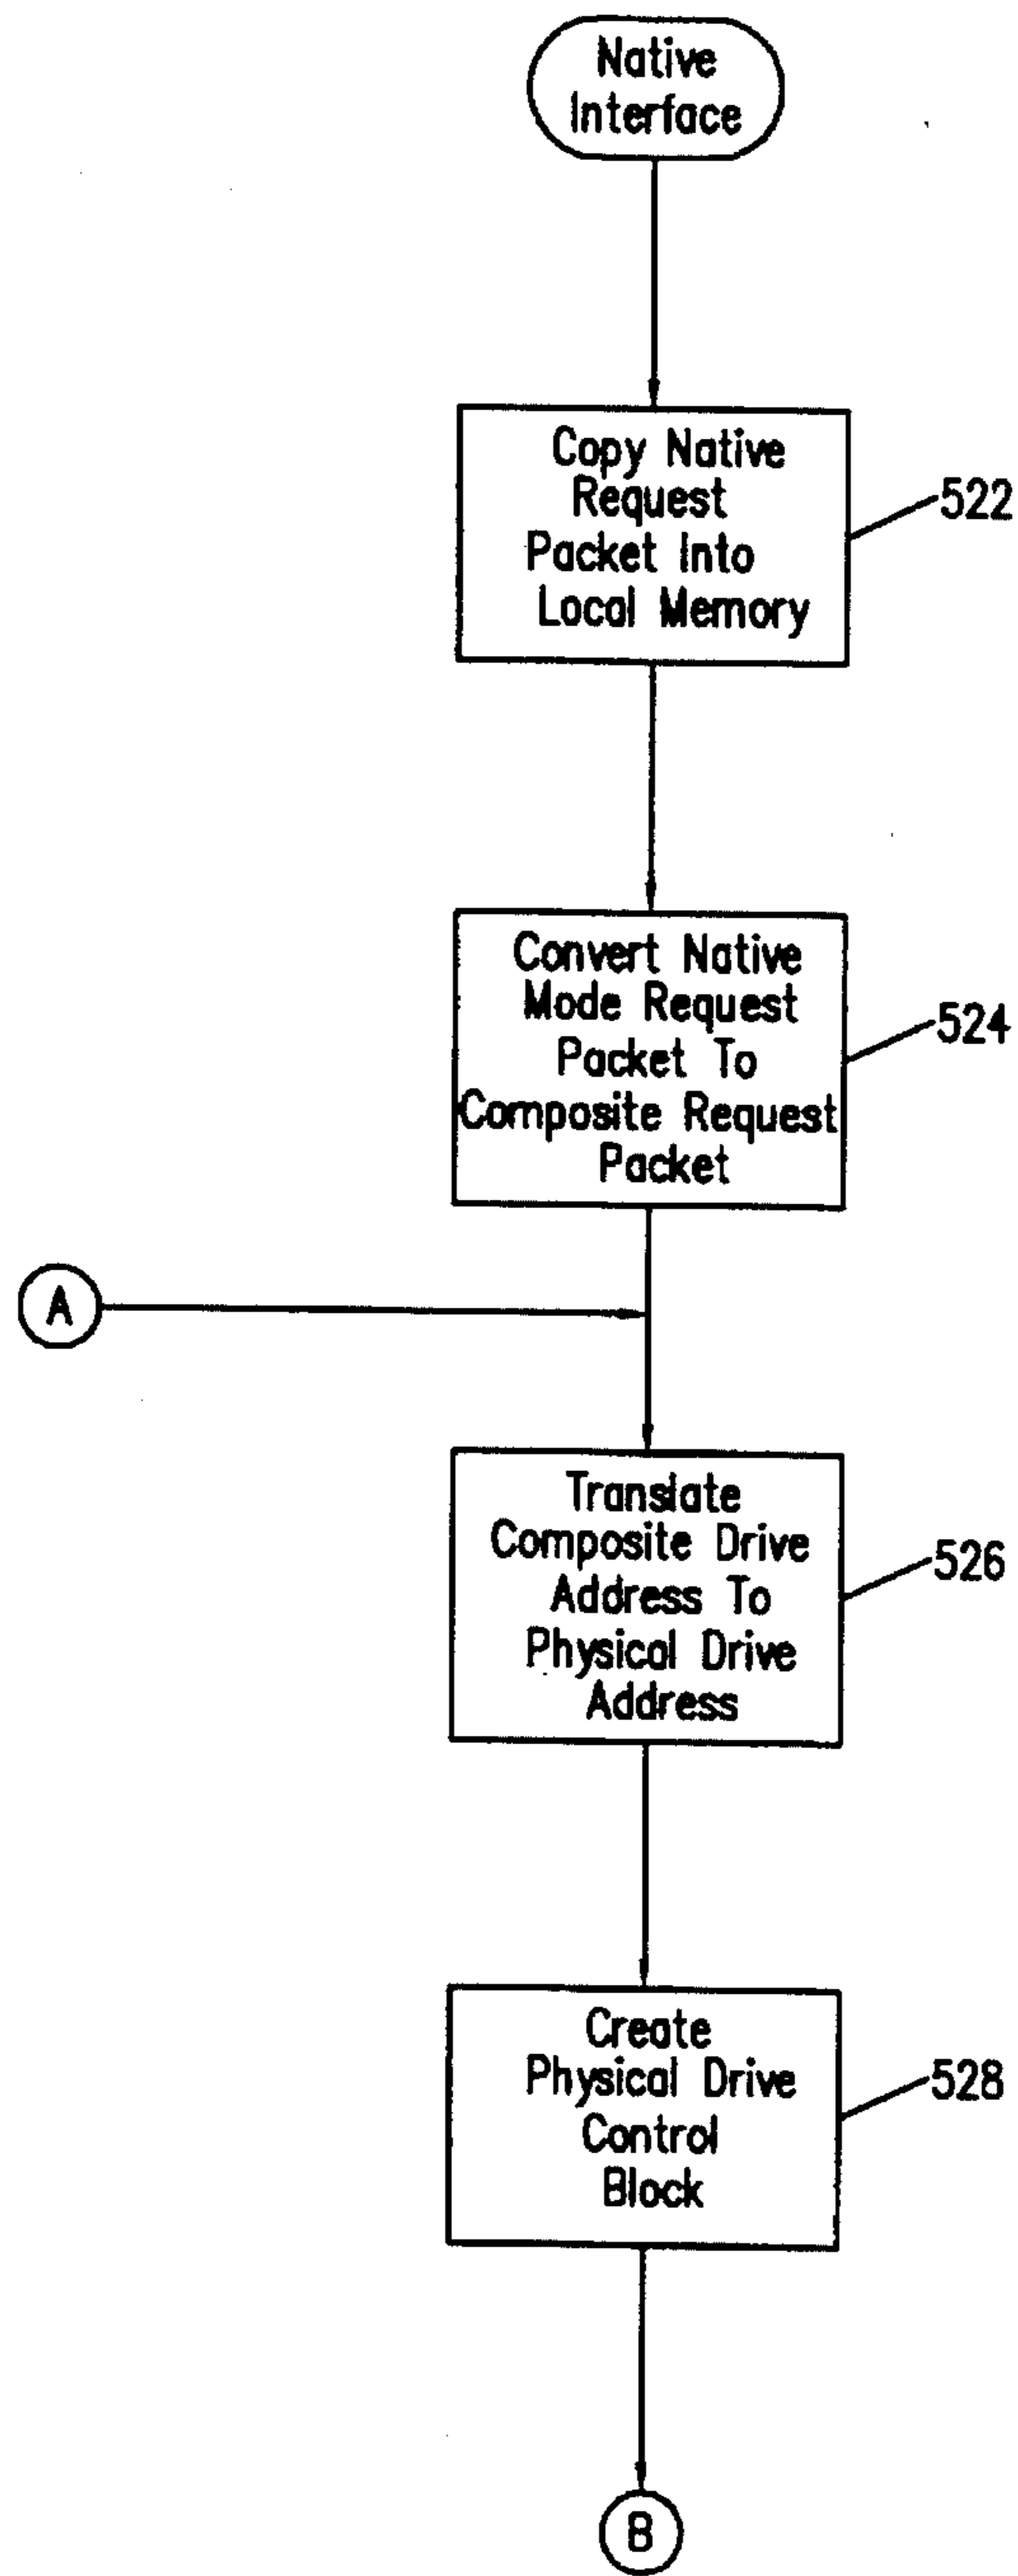 Native
Interface
Copy Native
Request
Packet Into
Local Memory
522
Convert Native
Mode Request
Packet To
Composite Request
Packet
524
A
Translate
Composite Drive
Address To
Physical Drive
Address
526
Create
Physical Drive
Control
Block
528
B